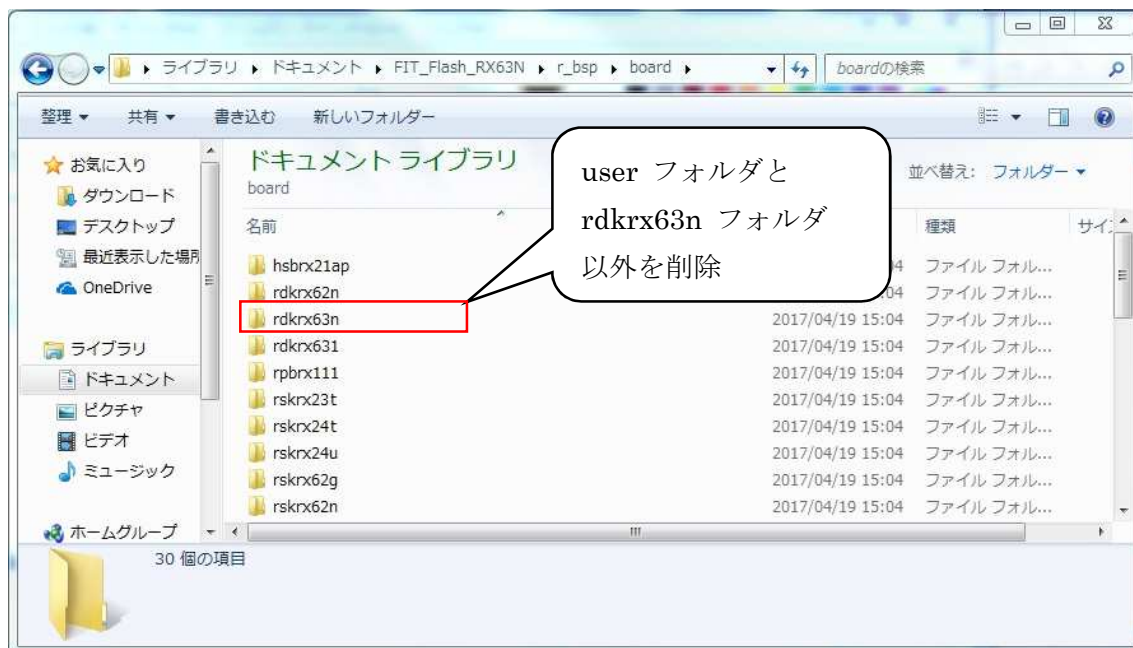 ライブラリ ▸ ドキュメント ▸ FIT_Flash_RX63N ▸ r_bsp ▸ board ▸
boardの検索
整理 共有 書き込む 新しいフォルダー
お気に入り
ダウンロード
デスクトップ
最近表示した場所
OneDrive
ライブラリ
ドキュメント
ピクチャ
ビデオ
ミュージック
ホームグループ
ドキュメント ライブラリ
board
並べ替え: フォルダー
user フォルダと
rdkrx63n フォルダ
以外を削除
名前 種類
hsbrx21ap ファイル フォル...
rdkrx62n ファイル フォル...
rdkrx63n 2017/04/19 15:04 ファイル フォル...
rdkrx631 2017/04/19 15:04 ファイル フォル...
rpbrx111 2017/04/19 15:04 ファイル フォル...
rskrx23t 2017/04/19 15:04 ファイル フォル...
rskrx24t 2017/04/19 15:04 ファイル フォル...
rskrx24u 2017/04/19 15:04 ファイル フォル...
rskrx62g 2017/04/19 15:04 ファイル フォル...
rskrx62n 2017/04/19 15:04 ファイル フォル...
30 個の項目